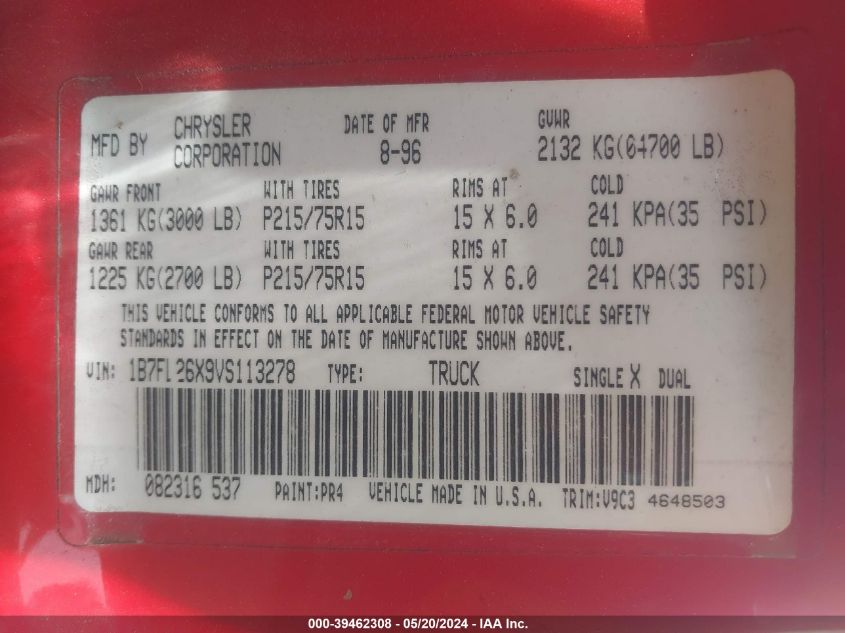 MFD BY CHRYSLER CORPORATION DATE OF MFR 8-96 GVWR 2132 KG(04700 LB)
GAWR FRONT WITH TIRES RIMS AT COLD
1361 KG(3000 LB) P215/75R15 15 X 6.0 241 KPA(35 PSI)
GAWR REAR WITH TIRES RIMS AT COLD
1225 KG(2700 LB) P215/75R15 15 X 6.0 241 KPA(35 PSI)
THIS VEHICLE CONFORMS TO ALL APPLICABLE FEDERAL MOTOR VEHICLE SAFETY
STANDARDS IN EFFECT ON THE DATE OF MANUFACTURE SHOWN ABOVE.
VIN: 1B7FL26X9VS113278 TYPE: TRUCK SINGLE X DUAL
MDH: 082316 537 PAINT:PR4 VEHICLE MADE IN U.S.A. TRIM:V9C3 4648503
000-39462308 - 05/20/2024 - IAA Inc.